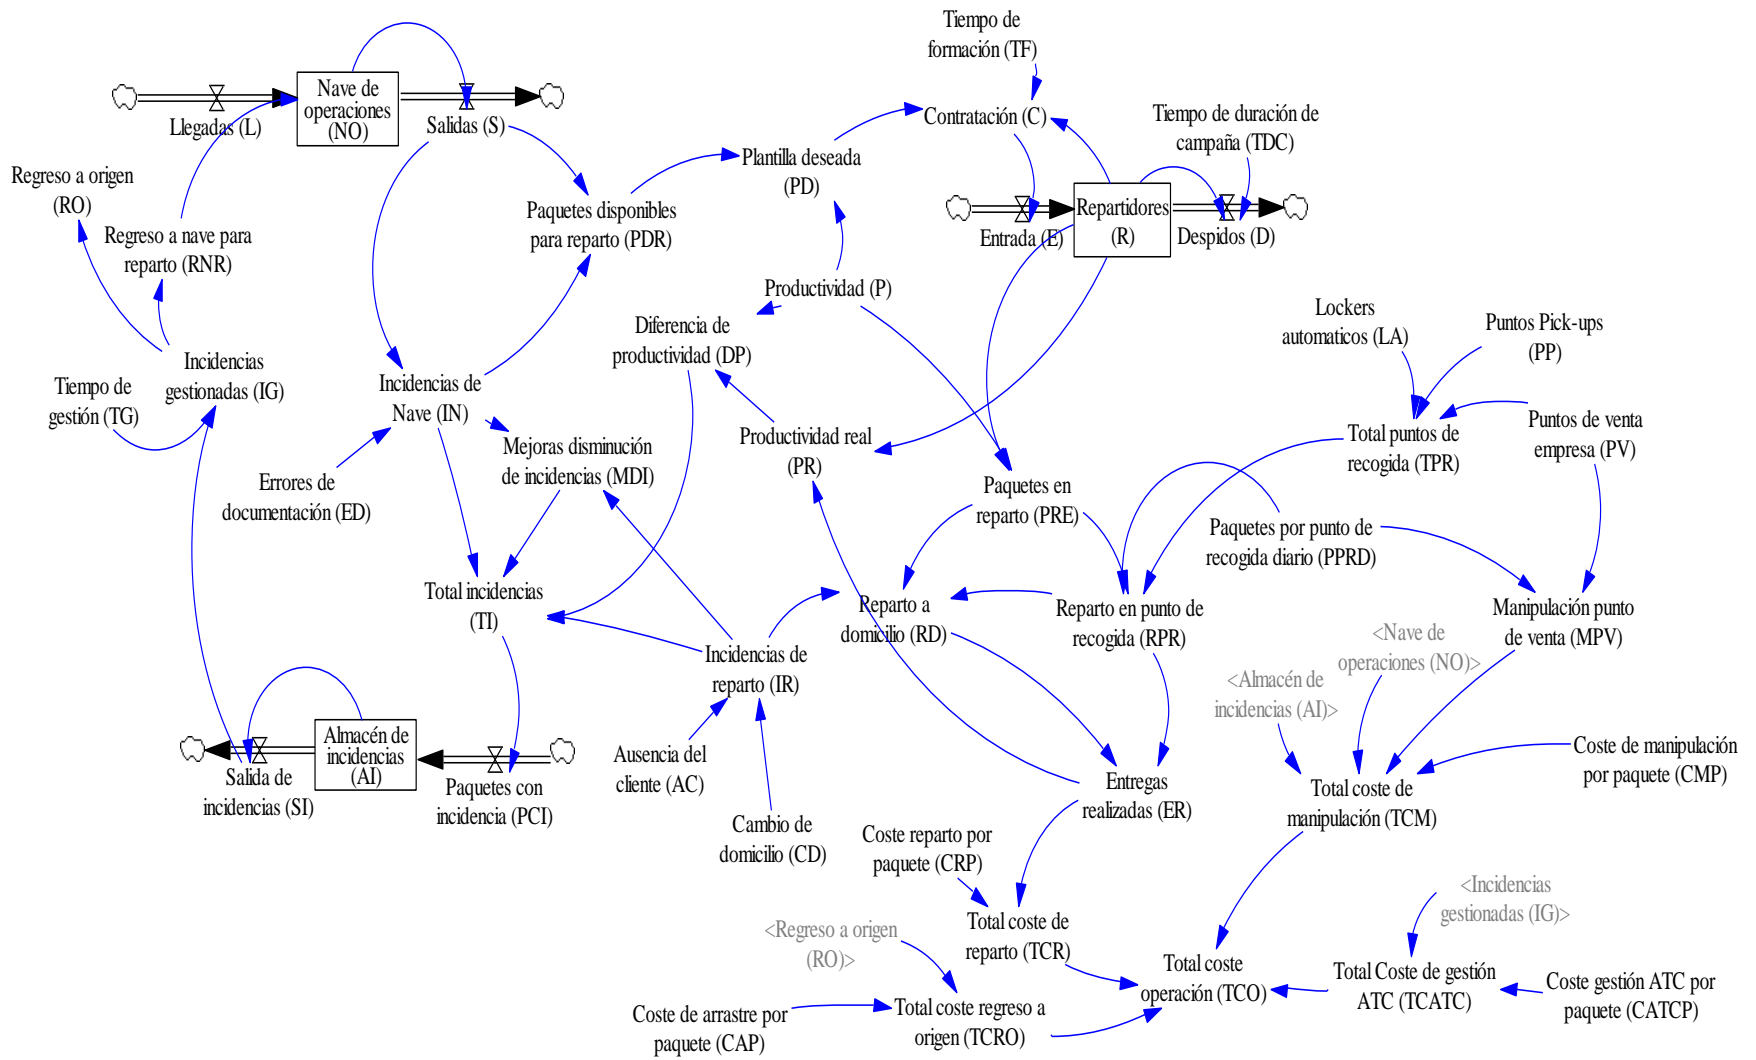 Tiempo de
formación (TF)
Nave de
operaciones
(NO)
Llegadas (L)
Salidas (S)
Contratación (C)
Tiempo de duración de
campaña (TDC)
Plantilla deseada
(PD)
Regreso a origen
(RO)
Paquetes disponibles
para reparto (PDR)
Repartidores
(R)
Entrada (E)
Despidos (D)
Regreso a nave para
reparto (RNR)
Productividad (P)
Diferencia de
productividad (DP)
Lockers
automaticos (LA)
Puntos Pick-ups
(PP)
Incidencias
gestionadas (IG)
Tiempo de
gestión (TG)
Incidencias de
Nave (IN)
Mejoras disminución
de incidencias (MDI)
Productividad real
(PR)
Total puntos de
recogida (TPR)
Puntos de venta
empresa (PV)
Errores de
documentación (ED)
Paquetes en
reparto (PRE)
Paquetes por punto de
recogida diario (PPRD)
Total incidencias
(TI)
Reparto a
domicilio (RD)
Reparto en punto de
recogida (RPR)
Manipulación punto
de venta (MPV)
<Nave de
operaciones (NO)>
Incidencias de
reparto (IR)
<Almacén de
incidencias (AI)>
Almacén de
incidencias
(AI)
Salida de
incidencias (SI)
Paquetes con
incidencia (PCI)
Ausencia del
cliente (AC)
Cambio de
domicilio (CD)
Entregas
realizadas (ER)
Total coste de
manipulación (TCM)
Coste de manipulación
por paquete (CMP)
Coste reparto por
paquete (CRP)
<Incidencias
gestionadas (IG)>
<Regreso a origen
(RO)>
Total coste de
reparto (TCR)
Total coste
operación (TCO)
Total Coste de gestión
ATC (TCATC)
Coste gestión ATC por
paquete (CATCP)
Coste de arrastre por
paquete (CAP)
Total coste regreso a
origen (TCRO)